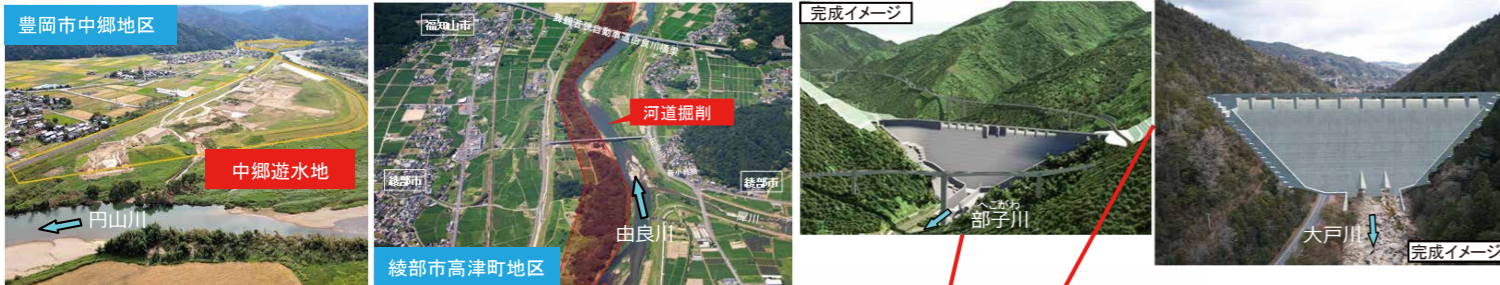 豊岡市中郷地区
中郷遊水地
円山川
福知山市
舞鶴若狭自動車道由良川橋梁
河道掘削
綾部市
綾部市
由良川
綾部市高津町地区
完成イメージ
へこがわ
部子川
大戸川
完成イメージ